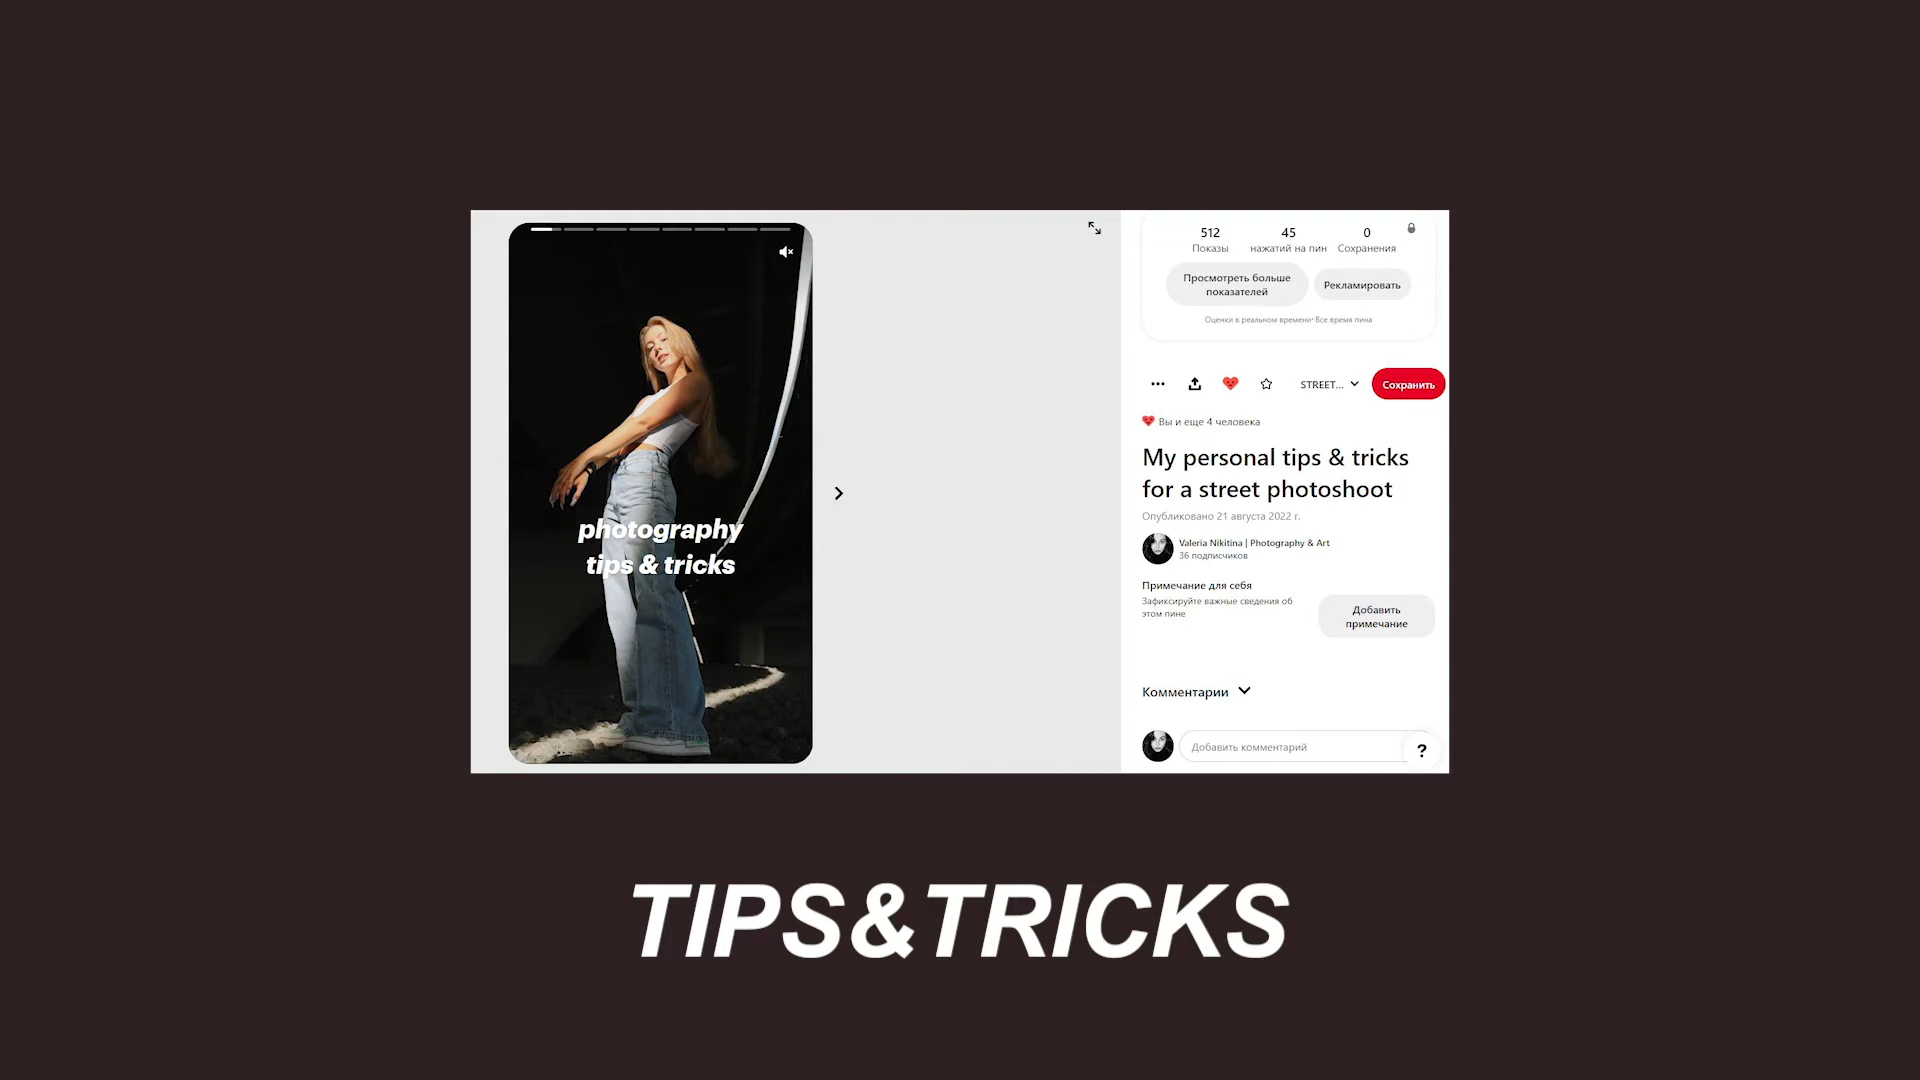 photography
tips & tricks
512
45
0
Показы
нажатий на пин
Сохранения
Просмотреть больше
показателей
Рекламировать
Оценки в реальном времени• Все время пина
STREET...
Сохранить
Вы и еще 4 человека
My personal tips & tricks
for a street photoshoot
Опубликовано 21 августа 2022 г.
Valeria Nikitina | Photography & Art
36 подписчиков
Примечание для себя
Зафиксируйте важные сведения об
этом пине
Добавить
примечание
Комментарии
Добавить комментарий
?
TIPS&TRICKS